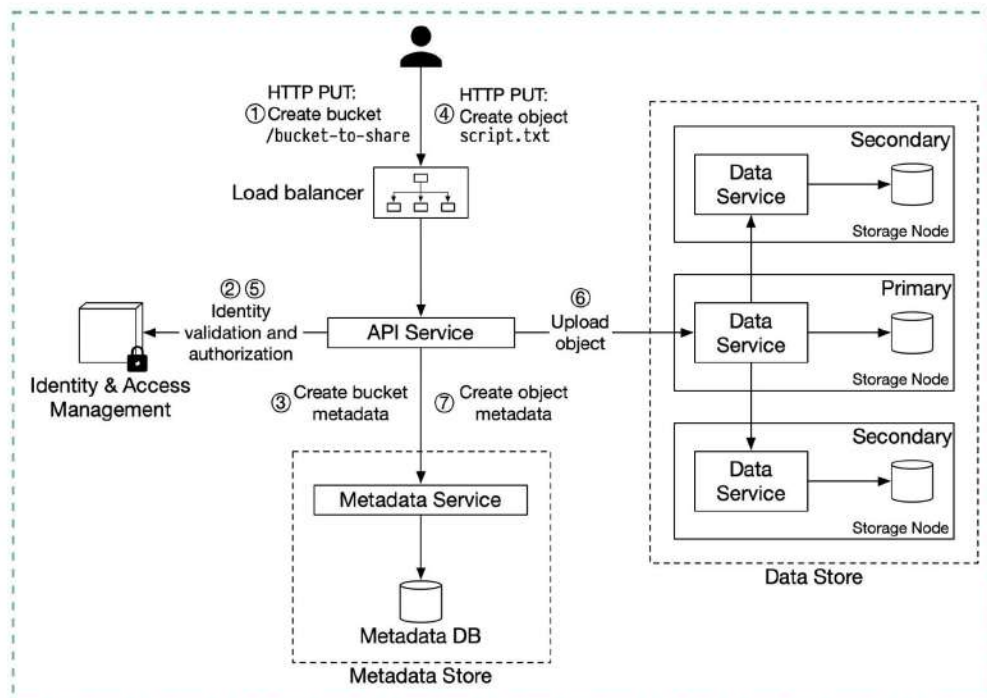 HTTP PUT:
① Create bucket
/bucket-to-share
HTTP PUT:
④ Create object
script.txt
Load balancer
② ⑤
Identity
validation and
authorization
API Service
⑥
Upload
object
Identity & Access
Management
③ Create bucket
metadata
⑦ Create object
metadata
Metadata Service
Metadata DB
Metadata Store
Secondary
Data
Service
Storage Node
Primary
Data
Service
Storage Node
Secondary
Data
Service
Storage Node
Data Store